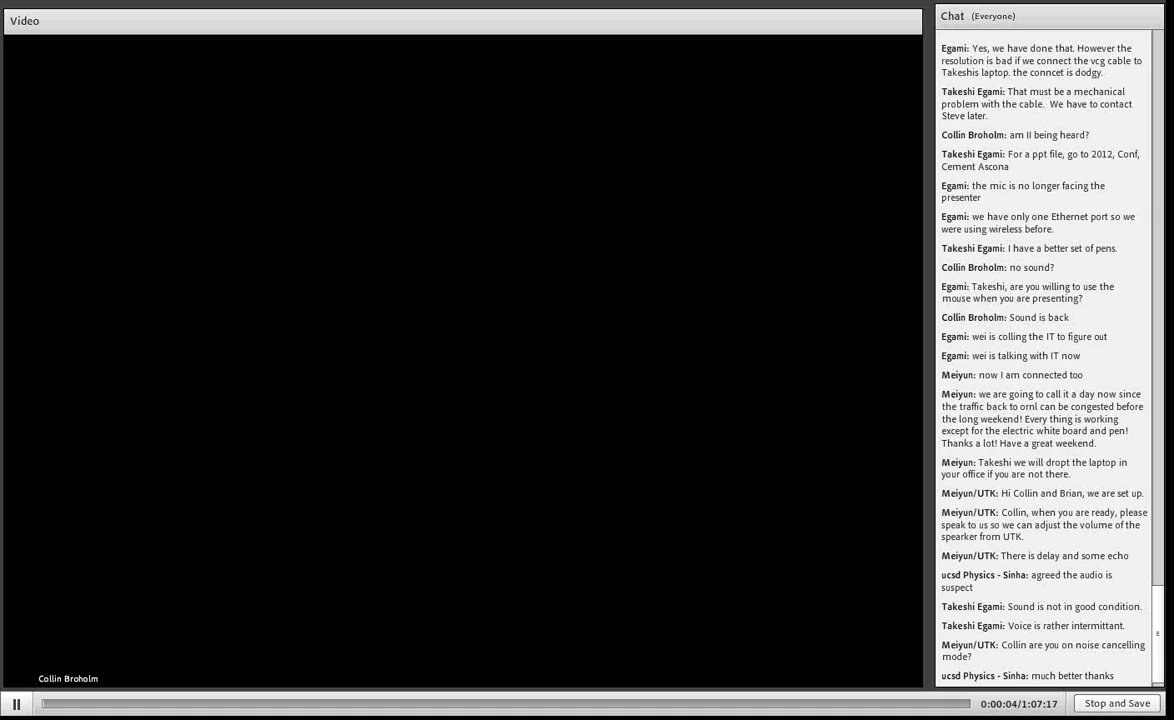 Video
Chat (Everyone)
Egami: Yes, we have done that. However the
resolution is bad if we connect the vcg cable to
Takeshis laptop. the conncet is dodgy.
Takeshi Egami: That must be a mechanical
problem with the cable. We have to contact
Steve later.
Collin Broholm: am II being heard?
Takeshi Egami: For a ppt file, go to 2012, Conf,
Cement Ascona
Egami: the mic is no longer facing the
presenter
Egami: we have only one Ethernet port so we
were using wireless before.
Takeshi Egami: I have a better set of pens.
Collin Broholm: no sound?
Egami: Takeshi, are you willing to use the
mouse when you are presenting?
Collin Broholm: Sound is back
Egami: wei is colling the IT to figure out
Egami: wei is talking with IT now
Meiyun: now I am connected too
Meiyun: we are going to call it a day now since
the traffic back to ornl can be congested before
the long weekend! Every thing is working
except for the electric white board and pen!
Thanks a lot! Have a great weekend.
Meiyun: Takeshi we will dropt the laptop in
your office if you are not there.
Meiyun/UTK: Hi Collin and Brian, we are set up.
Meiyun/UTK: Collin, when you are ready, please
speak to us so we can adjust the volume of the
spearker from UTK.
Meiyun/UTK: There is delay and some echo
ucsd Physics - Sinha: agreed the audio is
suspect
Takeshi Egami: Sound is not in good condition.
Takeshi Egami: Voice is rather intermittant.
Meiyun/UTK: Collin are you on noise cancelling
mode?
ucsd Physics - Sinha: much better thanks
Collin Broholm
0:00:04/1:07:17
Stop and Save